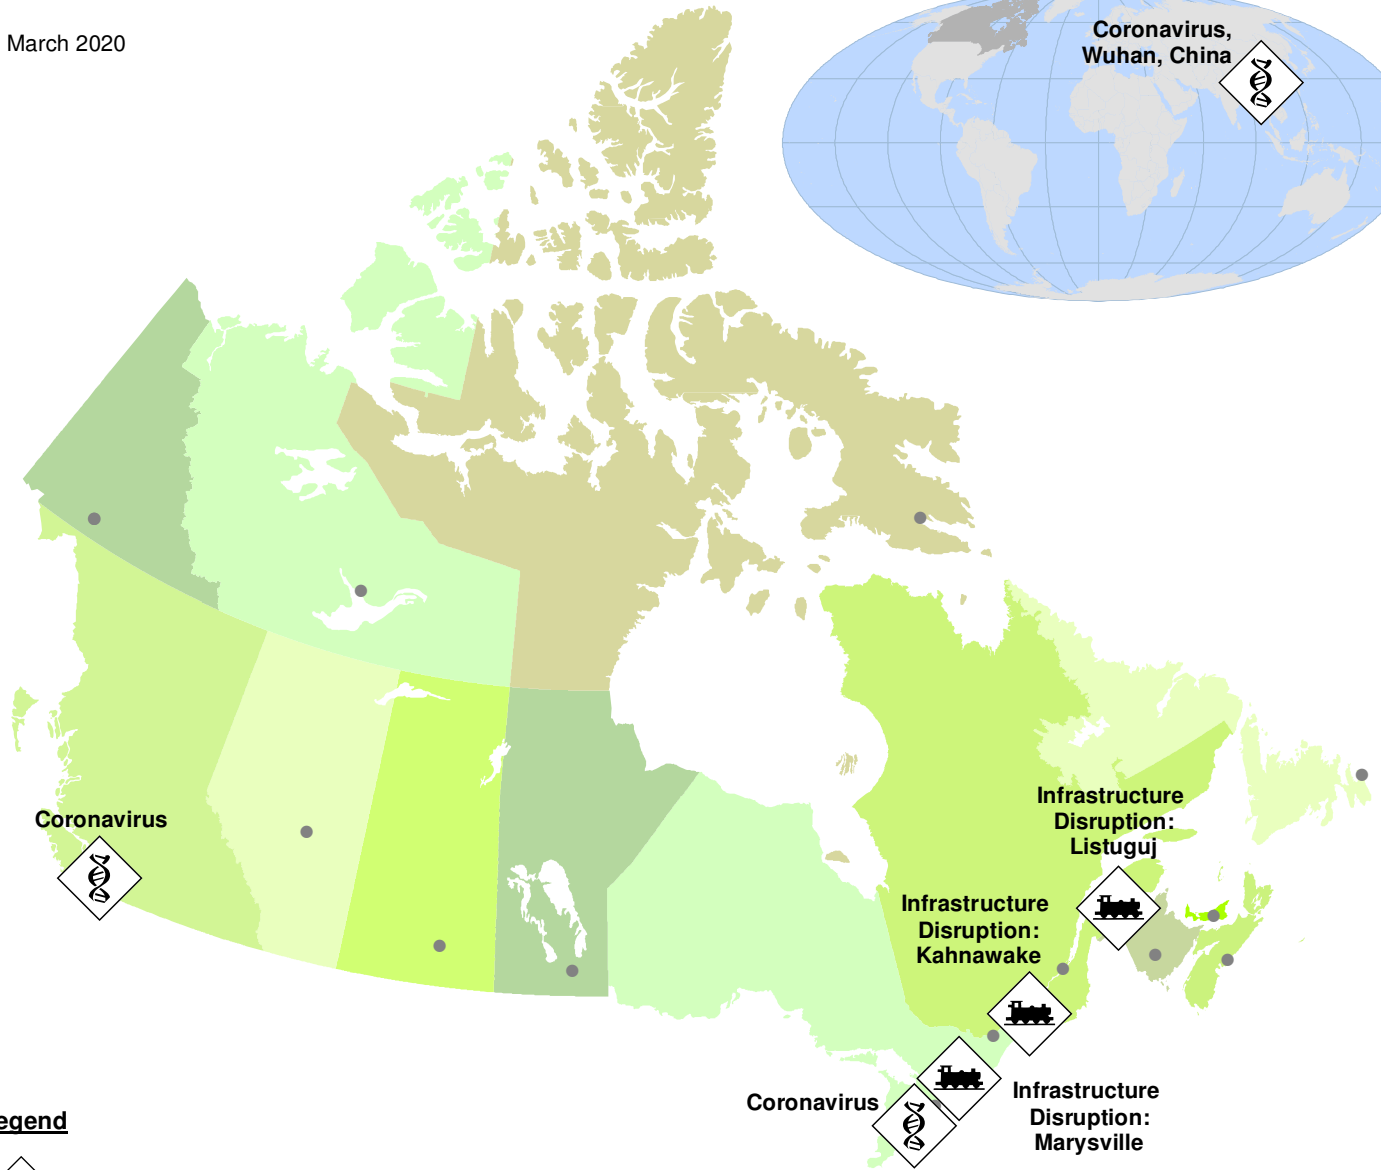 March 2020
Coronavirus,
Wuhan, China
Coronavirus
Infrastructure
Disruption:
Listuguj
Infrastructure
Disruption:
Kahnawake
Coronavirus
Infrastructure
Disruption:
Marysville
egend